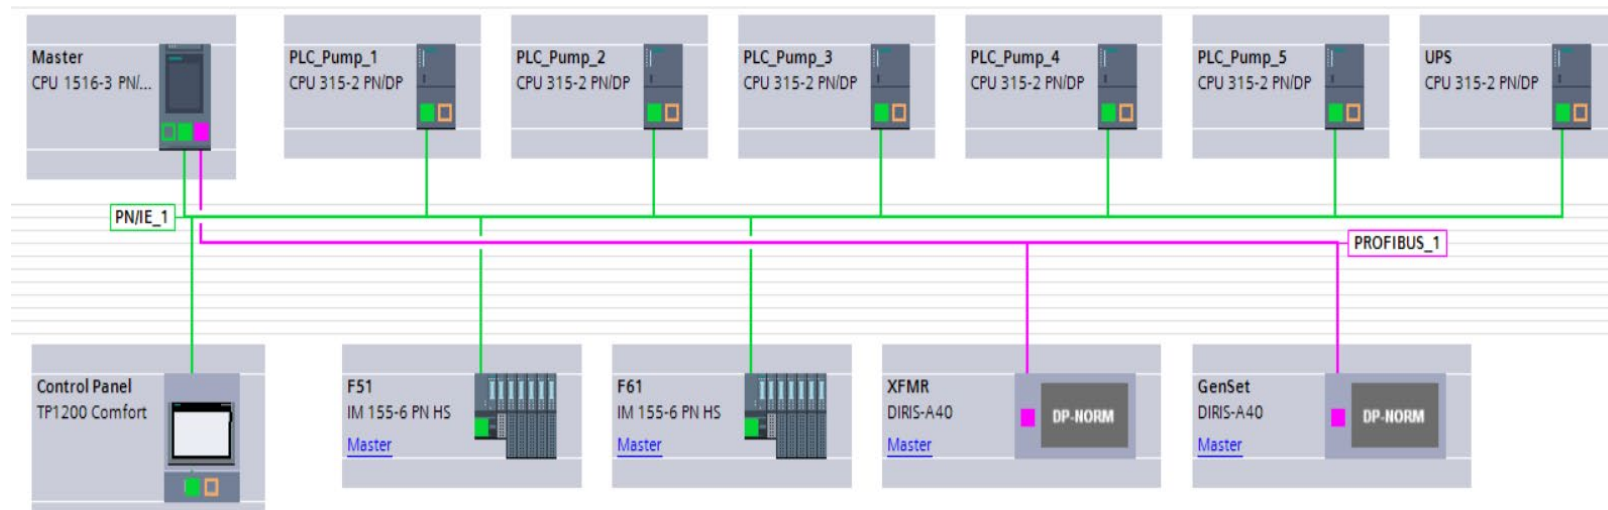 Master
CPU 1516-3 PN/...
PLC_Pump_1
CPU 315-2 PN/DP
PLC_Pump_2
CPU 315-2 PN/DP
PLC_Pump_3
CPU 315-2 PN/DP
PLC_Pump_4
CPU 315-2 PN/DP
PLC_Pump_5
CPU 315-2 PN/DP
UPS
CPU 315-2 PN/DP
PN/IE_1
PROFIBUS_1
Control Panel
TP1200 Comfort
F51
IM 155-6 PN HS
Master
F61
IM 155-6 PN HS
Master
XFMR
DIRIS-A40
Master
DP-NORM
GenSet
DIRIS-A40
Master
DP-NORM